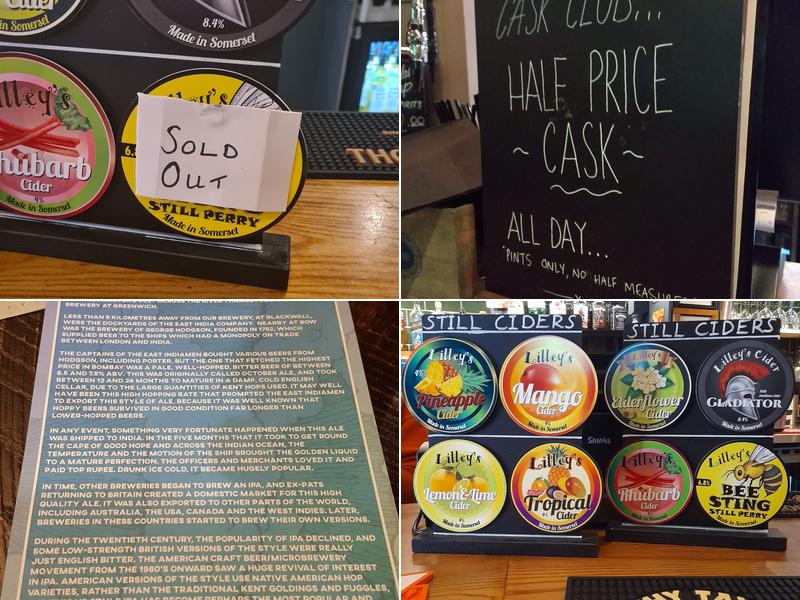 Cider
8.4%
Made in Somerset
Made in Somerset
Lilley's
Rhubarb
Cider
4%
Made in Somerset
6.8
SOLD
OUT
STILL PERRY
Made in Somerset
CASK CLUB...
HALF PRICE
~ CASK ~
ALL DAY...
PINTS ONLY, NO HALF MEASURES
BREWERY AT GREENWICH.
LESS THAN 5 KILOMETRES AWAY FROM OUR BREWERY, AT BLACKWALL,
WERE THE DOCKYARDS OF THE EAST INDIA COMPANY. NEARBY AT BOW
WAS THE BREWERY OF GEORGE HODGSON, FOUNDED IN 1752, WHICH
SUPPLIED BEER TO THE SHIPS WHICH HAD A MONOPOLY ON TRADE
BETWEEN LONDON AND INDIA.
THE CAPTAINS OF THE EAST INDIAMEN BOUGHT VARIOUS BEERS FROM
HODGSON, INCLUDING PORTER, BUT THE ONE THAT FETCHED THE HIGHEST
PRICE IN BOMBAY WAS A PALE, WELL-HOPPED, BITTER BEER OF BETWEEN
6.5 AND 7.5% ABV. THIS WAS ORIGINALLY CALLED OCTOBER ALE, AND TOOK
BETWEEN 12 AND 24 MONTHS TO MATURE IN A DAMP, COLD ENGLISH
CELLAR, DUE TO THE LARGE QUANTITIES OF KENT HOPS USED. IT MAY WELL
HAVE BEEN THIS HIGH HOPPING RATE THAT PROMPTED THE EAST INDIAMEN
TO EXPORT THIS STYLE OF ALE, BECAUSE IT WAS WELL KNOWN THAT
HOPPY BEERS SURVIVED IN GOOD CONDITION FAR LONGER THAN
LOWER-HOPPED BEERS.
IN ANY EVENT, SOMETHING VERY FORTUNATE HAPPENED WHEN THIS ALE
WAS SHIPPED TO INDIA. IN THE FIVE MONTHS THAT IT TOOK TO GET ROUND
THE CAPE OF GOOD HOPE AND ACROSS THE INDIAN OCEAN, THE
TEMPERATURE AND THE MOTION OF THE SHIP BROUGHT THE GOLDEN LIQUID
TO A MATURE PERFECTION. THE OFFICERS AND MERCHANTS LOVED IT AND
PAID TOP RUPEE. DRUNK ICE COLD, IT BECAME HUGELY POPULAR.
IN TIME, OTHER BREWERIES BEGAN TO BREW AN IPA, AND EX-PATS
RETURNING TO BRITAIN CREATED A DOMESTIC MARKET FOR THIS HIGH
QUALITY ALE. IT WAS ALSO EXPORTED TO OTHER PARTS OF THE WORLD,
INCLUDING AUSTRALIA, THE USA, CANADA AND THE WEST INDIES. LATER,
BREWERIES IN THESE COUNTRIES STARTED TO BREW THEIR OWN VERSIONS.
DURING THE TWENTIETH CENTURY, THE POPULARITY OF IPA DECLINED, AND
SOME LOW-STRENGTH BRITISH VERSIONS OF THE STYLE WERE REALLY
JUST ENGLISH BITTER. THE AMERICAN CRAFT BEER/MICROBREWERY
MOVEMENT FROM THE 1980'S ONWARD SAW A HUGE REVIVAL OF INTEREST
IN IPA. AMERICAN VERSIONS OF THE STYLE USE NATIVE AMERICAN HOP
VARIETIES, RATHER THAN THE TRADITIONAL KENT GOLDINGS AND FUGGLES,
STILL CIDERS
Lilley's
4%
Pineapple
Cider
Made in Somerset
Lilley's
Mango
Cider
Made in Somerset
Lilley's
Lemon & Lime
Cider
Made in Somerset
Lilley's
Tropical
Cider
Made in Somerset
STILL CIDERS
Lilley's
Elderflower
Cider
Made in Somerset
Lilley's Cider
GLADIATOR
8.4%
Made in Somerset
Lilley's
Rhubarb
Cider
Made in Somerset
6.8%
Lilley's
BEE
STING
STILL PERRY
Made in Somerset